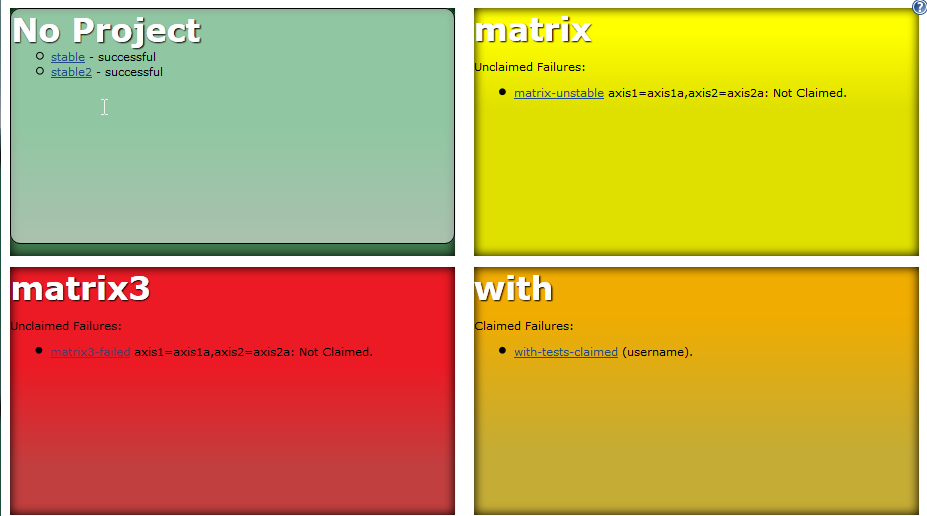 No Project
stable - successful
stable2 - successful
matrix
Unclaimed Failures:
matrix-unstable axis1=axis1a,axis2=axis2a: Not Claimed.
matrix3
Unclaimed Failures:
matrix3-failed axis1=axis1a,axis2=axis2a: Not Claimed.
with
Claimed Failures:
with-tests-claimed (username).
?